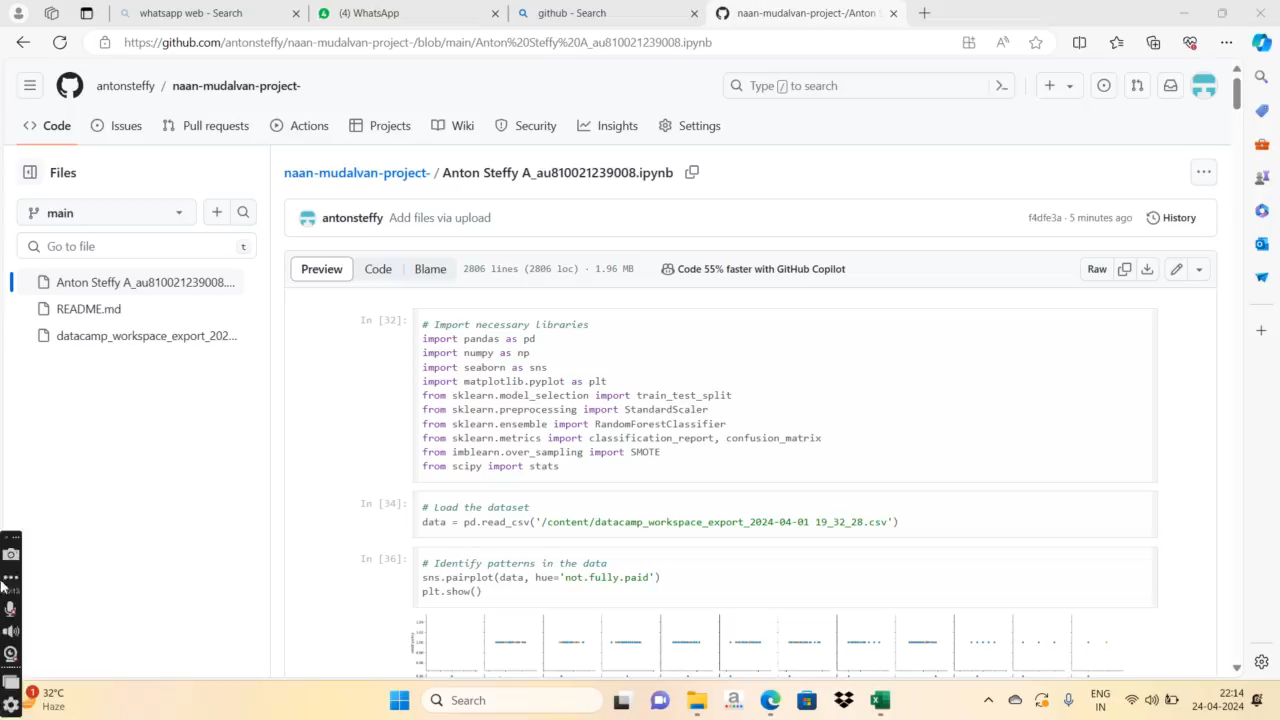 whatsapp web - Search
(4) WhatsApp
github - Search
naan-mudalvan-project-/Anton S
https://github.com/antonsteffy/naan-mudalvan-project-/blob/main/Anton%20Steffy%20A_au810021239008.ipynb
antonsteffy / naan-mudalvan-project-
Type / to search
Code
Issues
Pull requests
Actions
Projects
Wiki
Security
Insights
Settings
Files
main
Go to file
t
Anton Steffy A_au810021239008....
README.md
datacamp_workspace_export_202...
naan-mudalvan-project- / Anton Steffy A_au810021239008.ipynb
antonsteffy Add files via upload
f4dfe3a · 5 minutes ago
History
Preview
Code
Blame
2806 lines (2806 loc) · 1.96 MB
Code 55% faster with GitHub Copilot
Raw
In [32]:
# Import necessary libraries
import pandas as pd
import numpy as np
import seaborn as sns
import matplotlib.pyplot as plt
from sklearn.model_selection import train_test_split
from sklearn.preprocessing import StandardScaler
from sklearn.ensemble import RandomForestClassifier
from sklearn.metrics import classification_report, confusion_matrix
from imblearn.over_sampling import SMOTE
from scipy import stats
In [34]:
# Load the dataset
data = pd.read_csv('/content/datacamp_workspace_export_2024-04-01 19_32_28.csv')
In [36]:
# Identify patterns in the data
sns.pairplot(data, hue='not.fully.paid')
plt.show()
1
32°C
Haze
Search
ENG
IN
22:14
24-04-2024